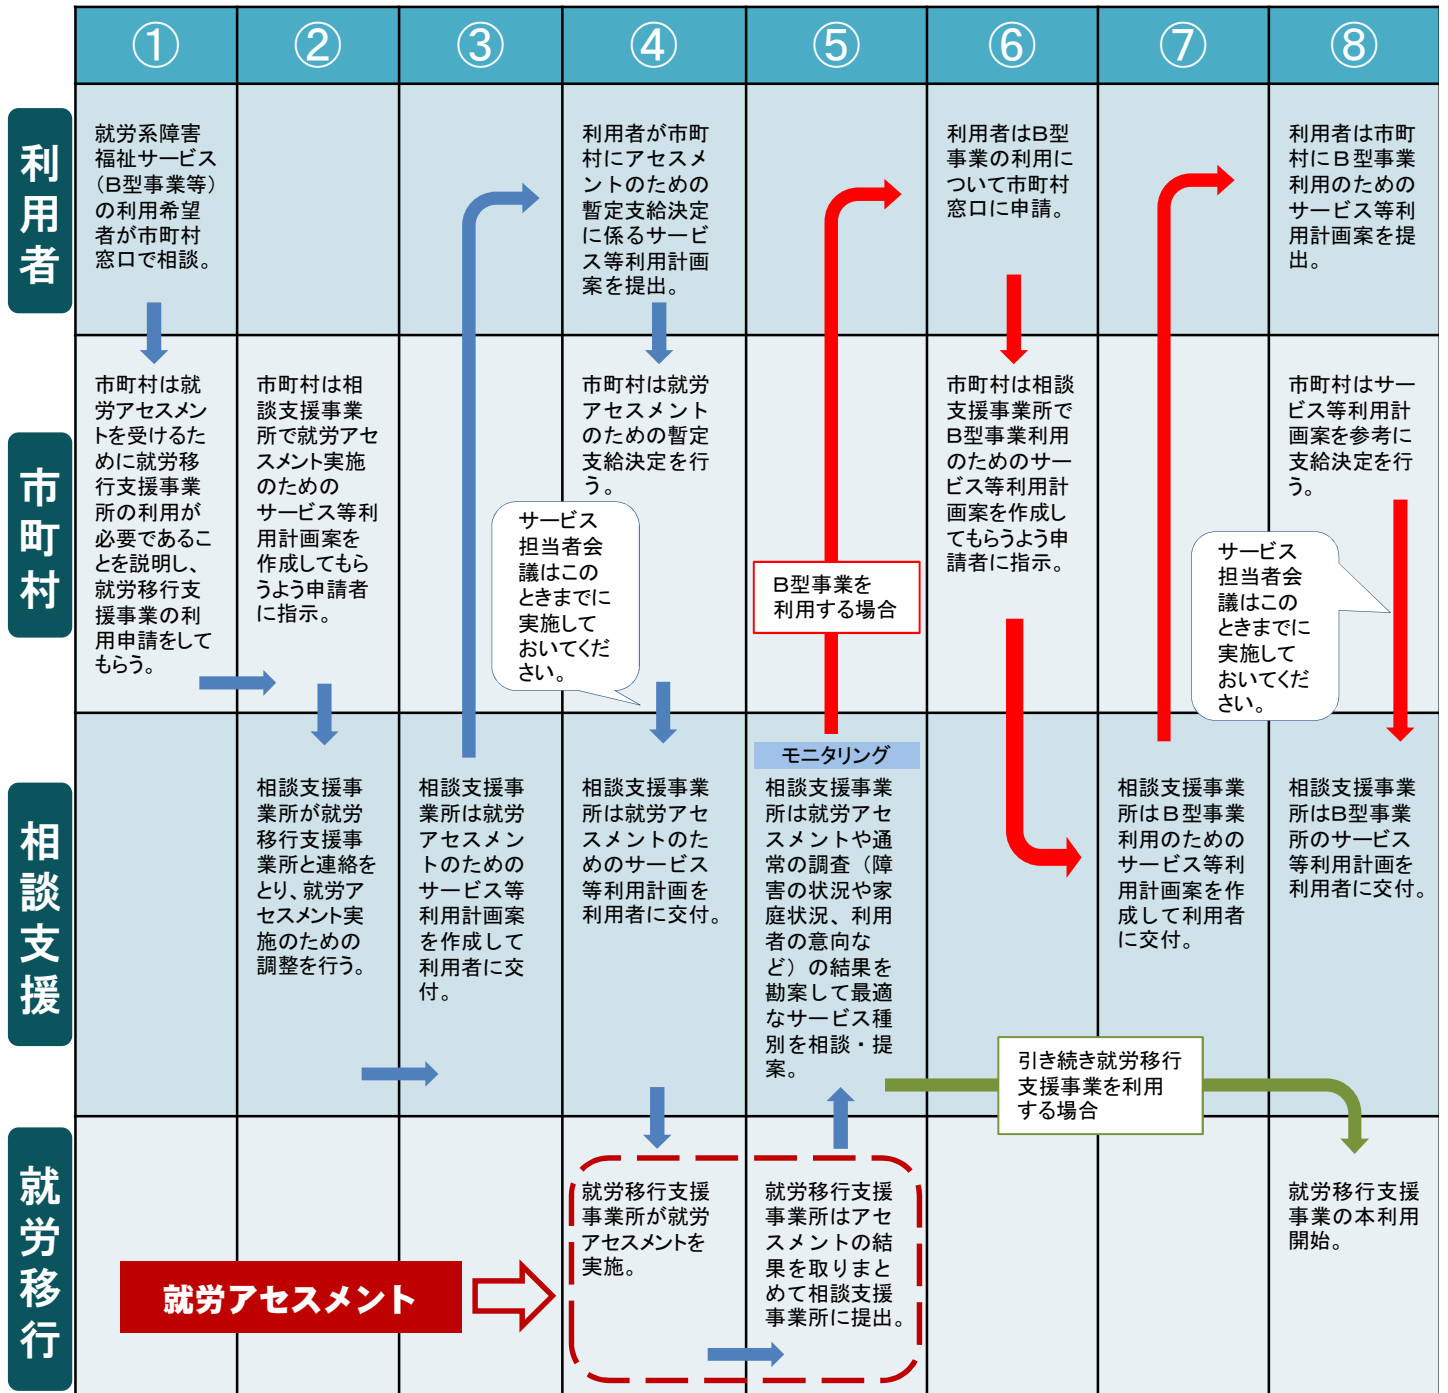 ①
②
③
④
⑤
⑥
⑦
⑧
利用者
就労系障害
福祉サービス
（B型事業等）
の利用希望
者が市町村
窓口で相談。
利用者が市町
村にアセスメ
ントのための
暫定支給決定
に係るサービ
ス等利用計画
案を提出。
利用者はB型
事業の利用に
ついて市町村
窓口に申請。
利用者は市町
村にB型事業
利用のための
サービス等利
用計画案を提
出。
市町村
市町村は就
労アセスメン
トを受けるた
めに就労移
行支援事業
所の利用が
必要であるこ
とを説明し、
就労移行支
援事業の利
用申請をして
もらう。
市町村は相
談支援事業
所で就労アセ
スメント実施
のための
サービス等利
用計画案を
作成してもら
うよう申請者
に指示。
市町村は就労
アセスメント
のための暫定
支給決定を行
う。
サービス
担当者会
議はこの
ときまでに
実施して
おいてくだ
さい。
B型事業を
利用する場合
市町村は相談
支援事業所で
B型事業利用
のためのサー
ビス等利用計
画案を作成し
てもらうよう申
請者に指示。
市町村はサー
ビス等利用計
画案を参考に
支給決定を行
う。
サービス
担当者会
議はこの
ときまでに
実施して
おいてくだ
さい。
相談支援
相談支援事
業所が就労
移行支援事
業所と連絡を
とり、就労ア
セスメント実
施のための
調整を行う。
相談支援事
業所は就労
アセスメン
トのための
サービス等
利用計画案
を作成して
利用者に交
付。
相談支援事業
所は就労アセ
スメントのた
めのサービス
等利用計画を
利用者に交付。
モニタリング
相談支援事業
所は就労アセ
スメントや通
常の調査（障
害の状況や家
庭状況、利用
者の意向な
ど）の結果を
勘案して最適
なサービス種
別を相談・提
案。
相談支援事業
所はB型事業
利用のための
サービス等利
用計画案を作
成して利用者
に交付。
相談支援事業
所はB型事業
所のサービス
等利用計画を
利用者に交付。
引き続き就労移行
支援事業を利用
する場合
就労移行
就労アセスメント
就労移行支援
事業所が就労
アセスメントを
実施。
就労移行支援
事業所はアセ
スメントの結
果を取りまと
めて相談支援
事業所に提出。
就労移行支援
事業の本利用
開始。